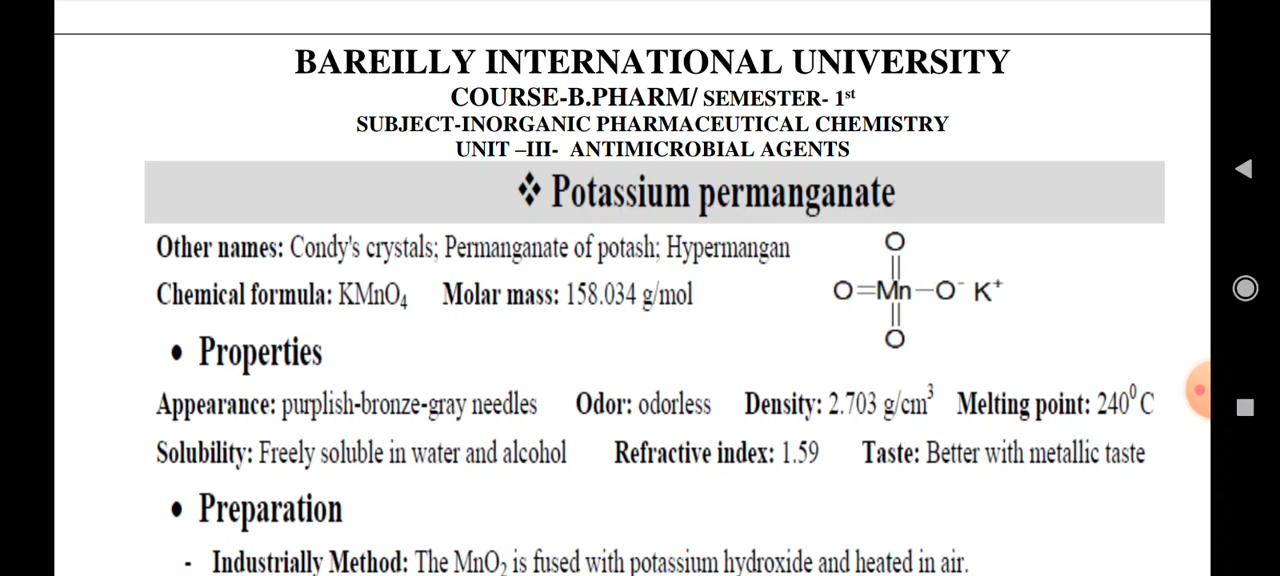 BAREILLY INTERNATIONAL UNIVERSITY
COURSE-B.PHARM/ SEMESTER- 1st
SUBJECT-INORGANIC PHARMACEUTICAL CHEMISTRY
UNIT –III- ANTIMICROBIAL AGENTS
❖ Potassium permanganate
Other names: Condy's crystals; Permanganate of potash; Hypermangan
Chemical formula: KMnO4 Molar mass: 158.034 g/mol
O
O=Mn–O- K+
O
• Properties
Appearance: purplish-bronze-gray needles Odor: odorless Density: 2.703 g/cm3 Melting point: 240⁰ C
Solubility: Freely soluble in water and alcohol Refractive index: 1.59 Taste: Better with metallic taste
• Preparation
- Industrially Method: The MnO2 is fused with potassium hydroxide and heated in air.